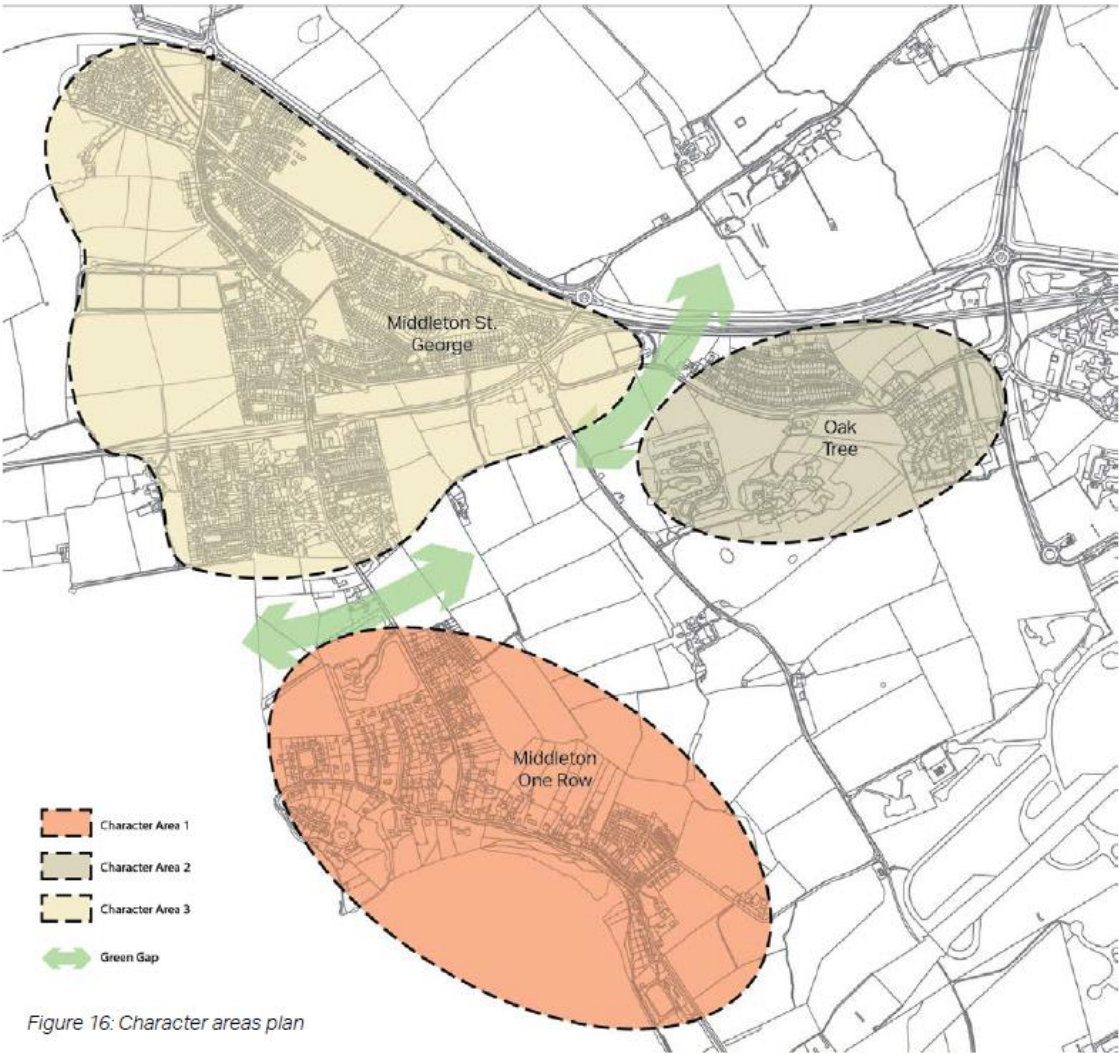 Middleton St.
George
Oak
Tree
Middleton
One Row
Character Area 1
Character Area 2
Character Area 3
Green Gap
Figure 16: Character areas plan